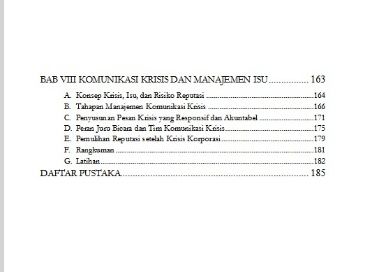 BAB VIII KOMUNIKASI KRISIS DAN MANAJEMEN ISU ................ 163
A. Konsep Krisis, Isu, dan Risiko Reputasi ................ 164
B. Tahapan Manajemen Komunikasi Krisis ................ 166
C. Penyusunan Pesan Krisis yang Responsif dan Akuntabel ................ 171
D. Peran Juru Bicara dan Tim Komunikasi Krisis ................ 175
E. Pemulihan Reputasi setelah Krisis Korporasi ................ 179
F. Rangkuman ................ 181
G. Latihan ................ 182
DAFTAR PUSTAKA ................ 185